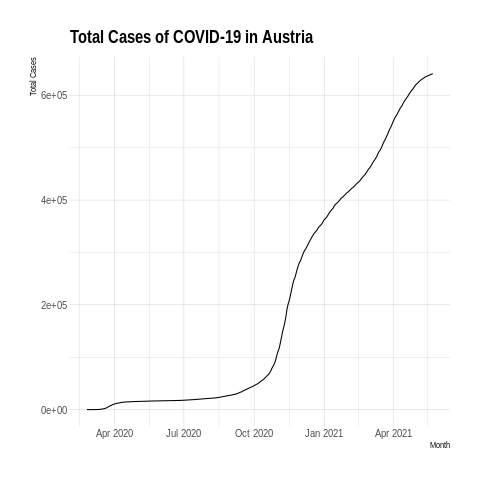 Total Cases of COVID-19 in Austria
Total Cases
6e+05
4e+05
2e+05
0e+00
Apr 2020 Jul 2020 Oct 2020 Jan 2021 Apr 2021
Month